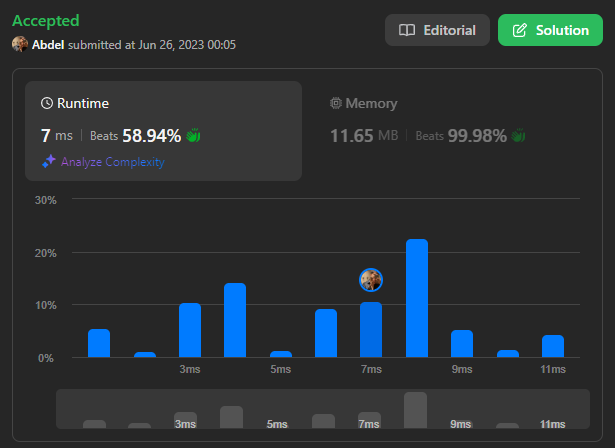 Accepted
Editorial
Solution
Abdel submitted at Jun 26, 2023 00:05
Runtime
Memory
7 ms | Beats 58.94%
11.65 MB | Beats 99.98%
Analyze Complexity
30%
20%
10%
0%
3ms 5ms 7ms 9ms 11ms
3ms 5ms 7ms 9ms 11ms